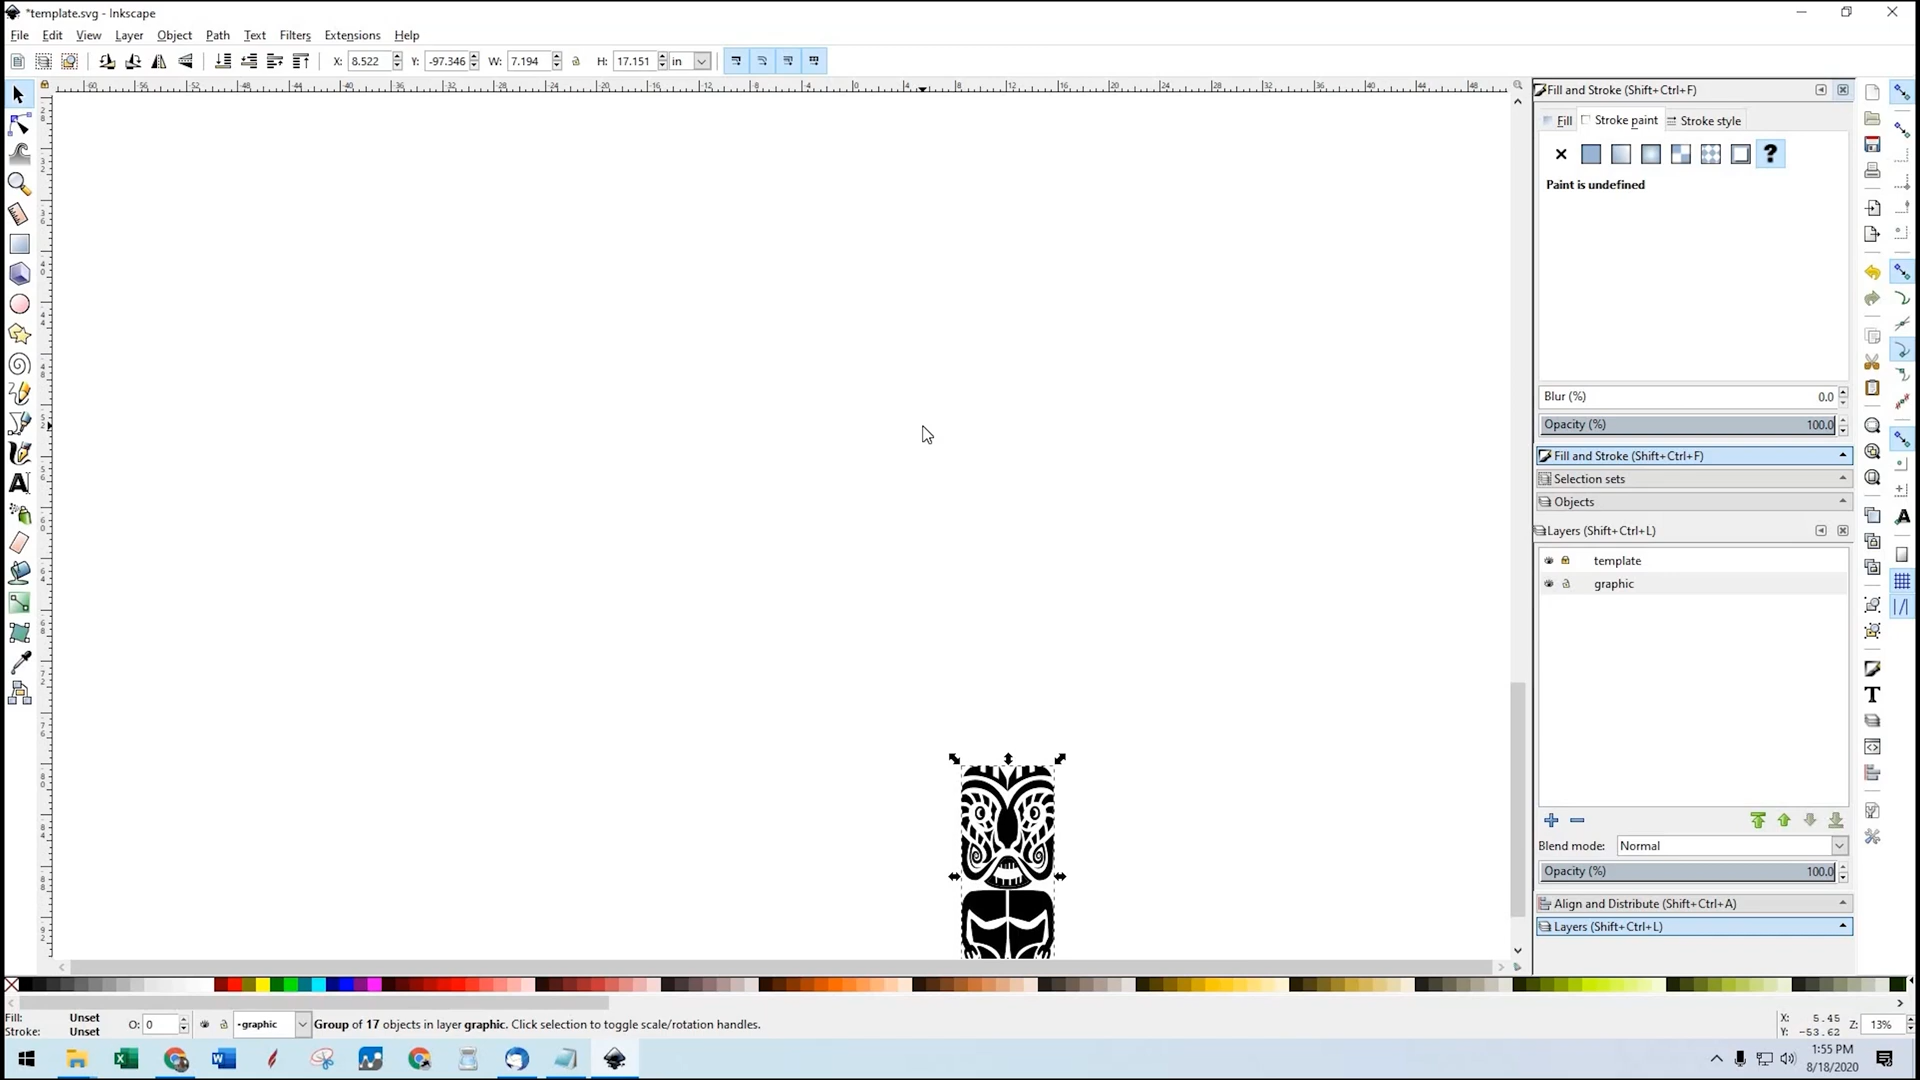 *template.svg - Inkscape
File Edit View Layer Object Path Text Filters Extensions Help
X: 8.522 Y: -97.346 W: 7.194 H: 17.151 in
Fill and Stroke (Shift+Ctrl+F)
Fill Stroke paint Stroke style
?
Paint is undefined
Blur (%) 0.0
Opacity (%) 100.0
Fill and Stroke (Shift+Ctrl+F)
Selection sets
Objects
Layers (Shift+Ctrl+L)
template
graphic
Blend mode: Normal
Opacity (%) 100.0
Align and Distribute (Shift+Ctrl+A)
Layers (Shift+Ctrl+L)
Fill: Unset
Stroke: Unset
O: 0
•graphic
Group of 17 objects in layer graphic. Click selection to toggle scale/rotation handles.
X: 5.45
Y: -53.62
Z: 13%
1:55 PM
8/18/2020